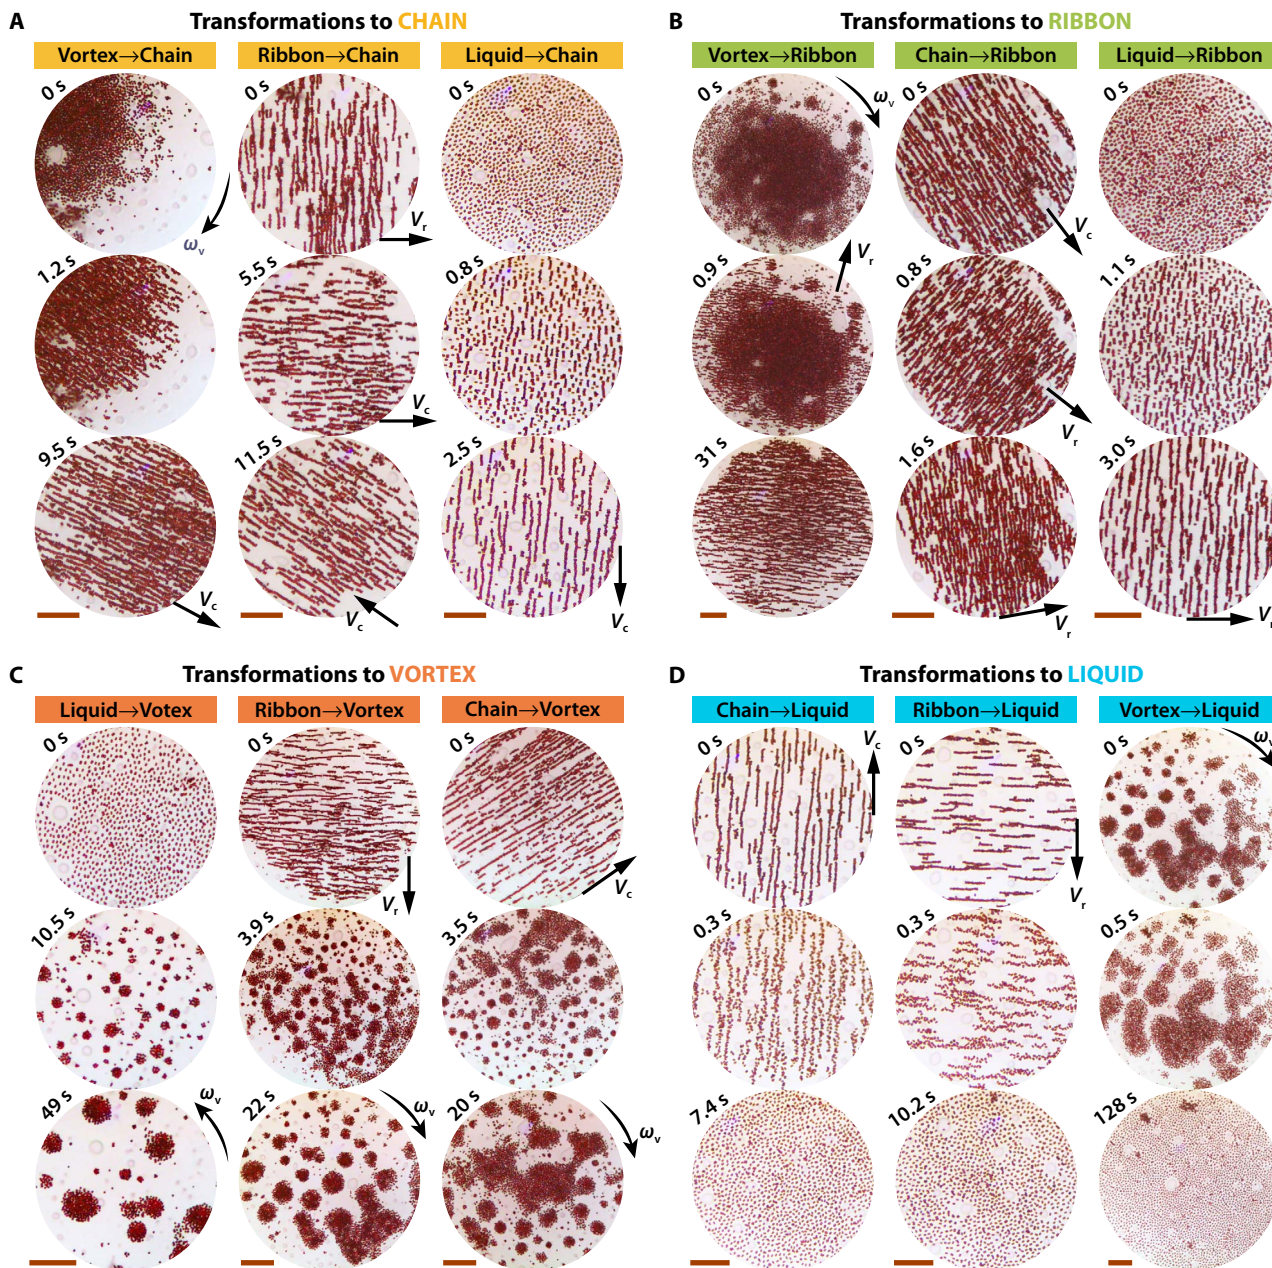 A
Transformations to CHAIN
Vortex→Chain
Ribbon→Chain
Liquid→Chain
0 s
0 s
0 s
ωv
Vr
1.2 s
5.5 s
0.8 s
Vc
9.5 s
11.5 s
2.5 s
Vc
Vc
Vc
B
Transformations to RIBBON
Vortex→Ribbon
Chain→Ribbon
Liquid→Ribbon
0 s
ωv
0 s
0 s
Vc
0.9 s
Vr
0.8 s
1.1 s
Vr
31 s
1.6 s
3.0 s
Vr
Vr
C
Transformations to VORTEX
Liquid→Votex
Ribbon→Vortex
Chain→Vortex
0 s
0 s
0 s
Vr
Vc
10.5 s
3.9 s
3.5 s
49 s
ωv
22 s
ωv
20 s
ωv
D
Transformations to LIQUID
Chain→Liquid
Ribbon→Liquid
Vortex→Liquid
0 s
Vc
0 s
0 s
ωv
Vr
0.3 s
0.3 s
0.5 s
7.4 s
10.2 s
128 s